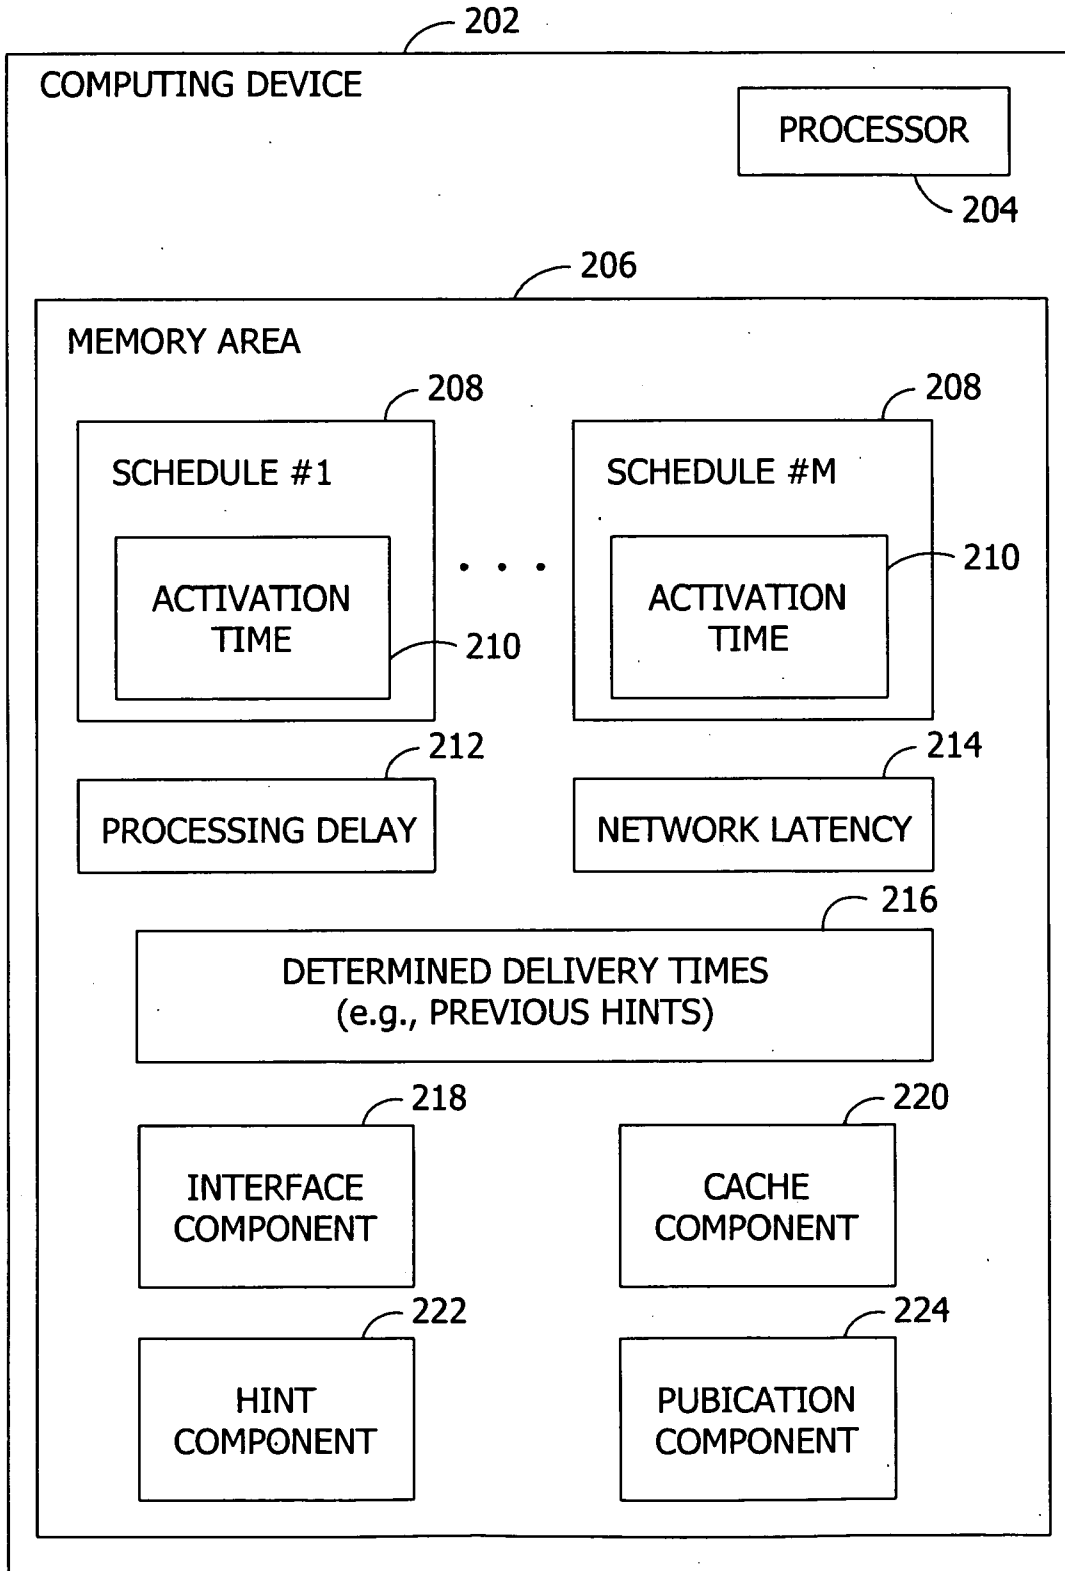 202
COMPUTING DEVICE
PROCESSOR
204
206
MEMORY AREA
208
208
SCHEDULE #1
SCHEDULE #M
ACTIVATION
TIME
210
. . .
ACTIVATION
TIME
210
212
214
PROCESSING DELAY
NETWORK LATENCY
216
DETERMINED DELIVERY TIMES
(e.g., PREVIOUS HINTS)
218
220
INTERFACE
COMPONENT
CACHE
COMPONENT
222
224
HINT
COMPONENT
PUBICATION
COMPONENT